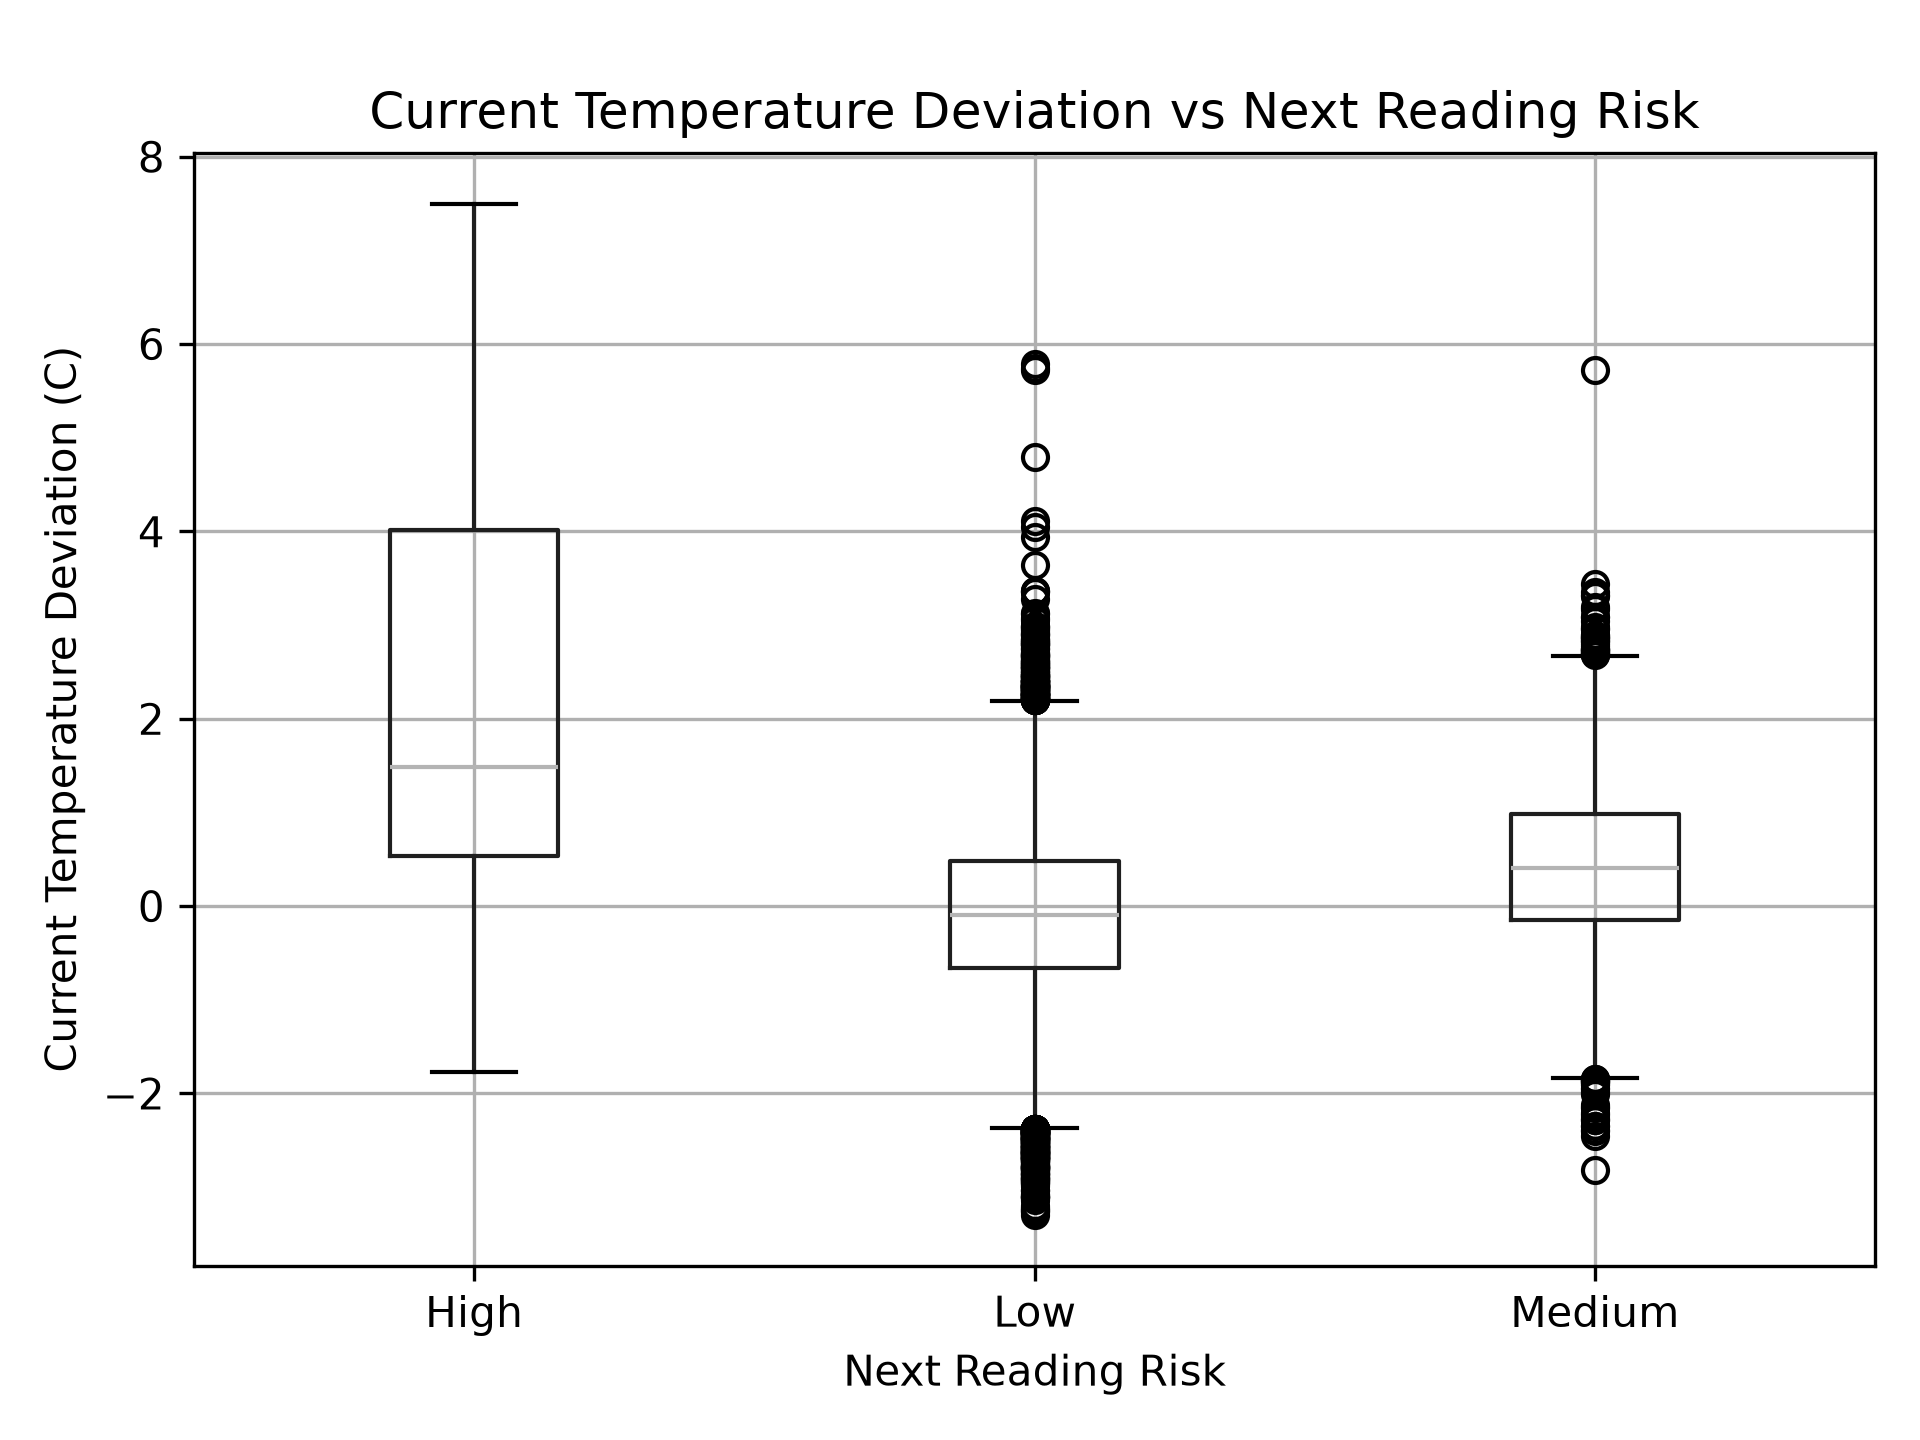 Current Temperature Deviation vs Next Reading Risk
8
6
4
2
0
−2
Current Temperature Deviation (C)
High Low Medium
Next Reading Risk